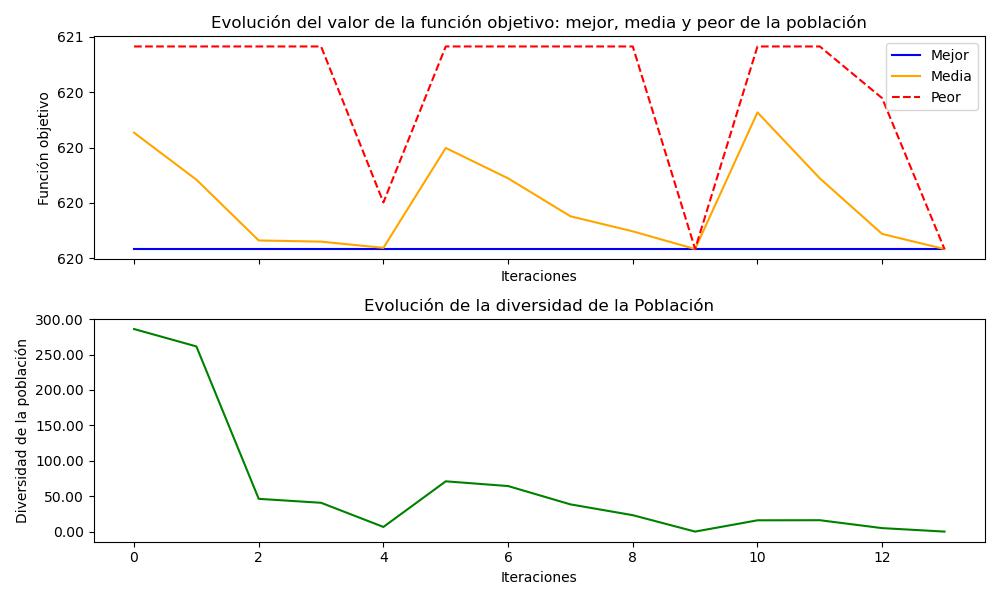 Evolución del valor de la función objetivo: mejor, media y peor de la población
621
620
620
620
620
Función objetivo
Mejor
Media
Peor
Iteraciones
Evolución de la diversidad de la Población
300.00
250.00
200.00
150.00
100.00
50.00
0.00
Diversidad de la población
0 2 4 6 8 10 12
Iteraciones